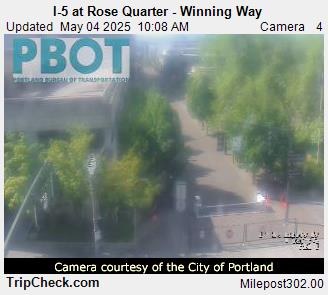 I-5 at Rose Quarter - Winning Way
Updated May 04 2025 10:08 AM Camera 4
PBOT
PORTLAND BUREAU OF TRANSPORTATION
Camera courtesy of the City of Portland
TripCheck.com Milepost302.00